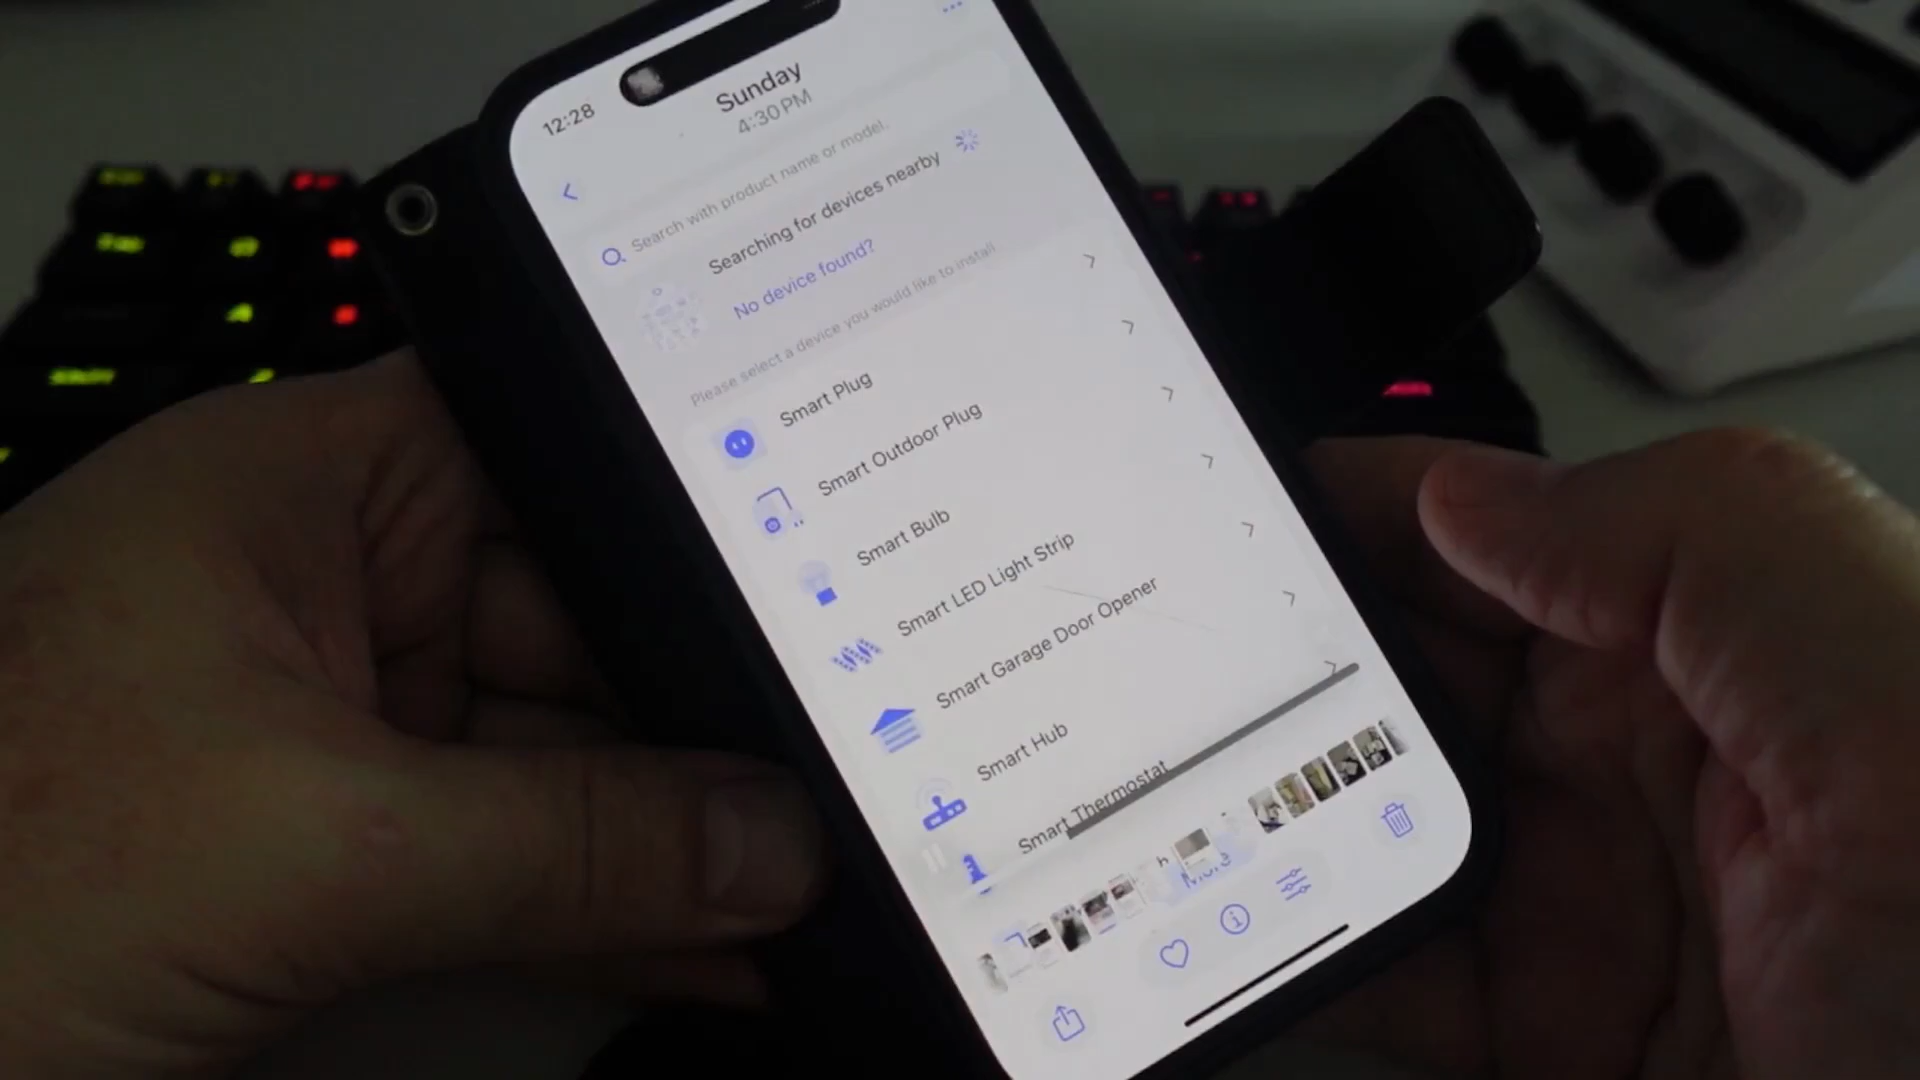 12:28
Sunday
4:30 PM
Search with product name or model.
Searching for devices nearby
No device found?
Please select a device you would like to install.
Smart Plug
Smart Outdoor Plug
Smart Bulb
Smart LED Light Strip
Smart Garage Door Opener
Smart Hub
Smart Thermostat
More